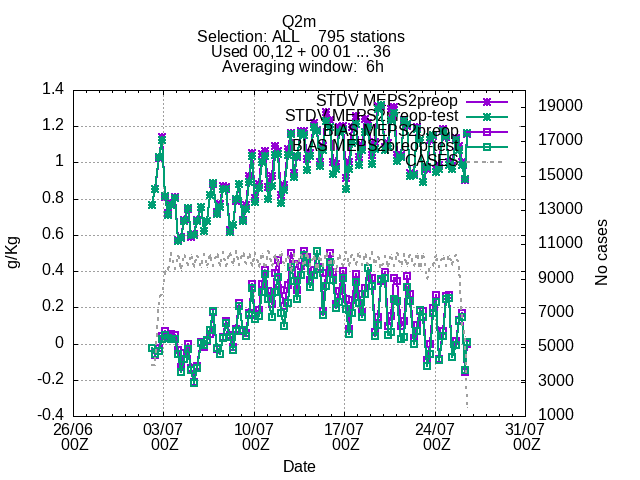 Q2m
Selection: ALL 795 stations
Used 00,12 + 00 01 ... 36
Averaging window: 6h
STDV MEPS2preop
STDV MEPS2preop-test
BIAS MEPS2preop
BIAS MEPS2preop-test
CASES
1.4
1.2
1
0.8
0.6
0.4
0.2
0
-0.2
-0.4
g/Kg
19000
17000
15000
13000
11000
9000
7000
5000
3000
1000
No cases
26/06 03/07 10/07 17/07 24/07 31/07
00Z 00Z 00Z 00Z 00Z 00Z
Date